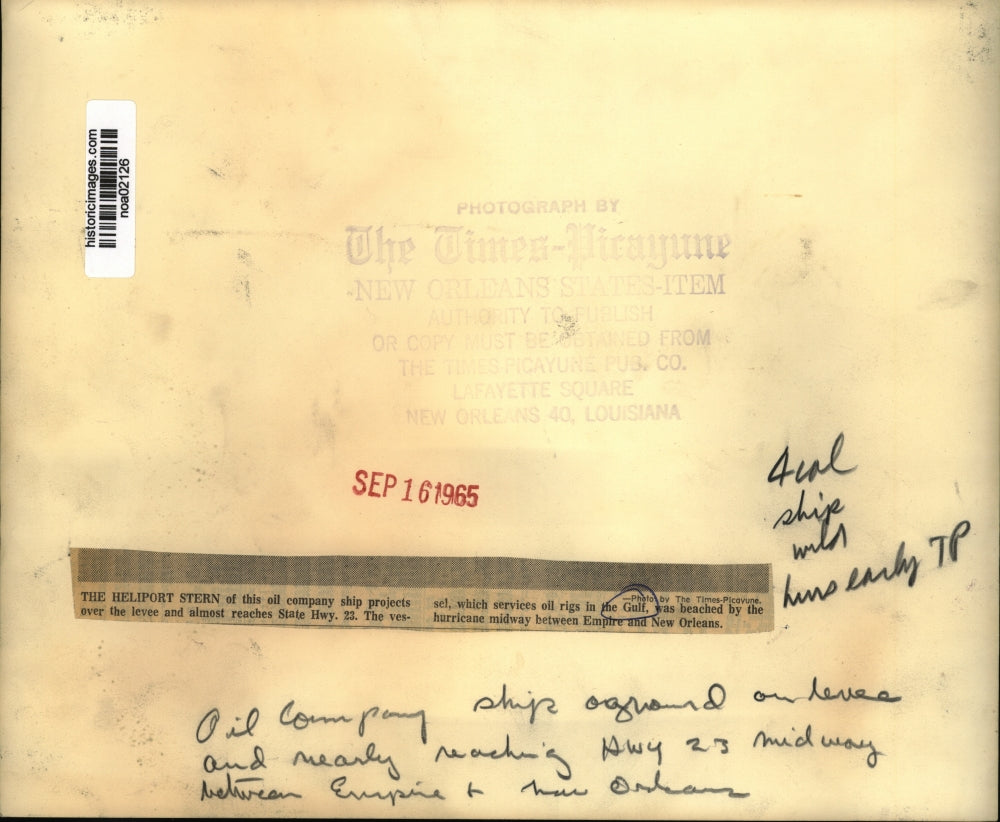 historicimages.com
noa02126
PHOTOGRAPH BY
The Times-Picayune
-NEW ORLEANS STATES-ITEM
AUTHORITY TO PUBLISH
OR COPY MUST BE OBTAINED FROM
THE TIMES-PICAYUNE PUB. CO.
LAFAYETTE SQUARE
NEW ORLEANS 40, LOUISIANA
SEP 16 1965
4 col
ship
wild
early TP
THE HELIPORT STERN of this oil company ship projects
over the levee and almost reaches State Hwy. 23. The ves-
—Photo by The Times-Picayune.
sel, which services oil rigs in the Gulf, was beached by the
hurricane midway between Empire and New Orleans.
Oil Company ship aground on levee
and nearly reaching Hwy 23 midway
between Empire + New Orleans